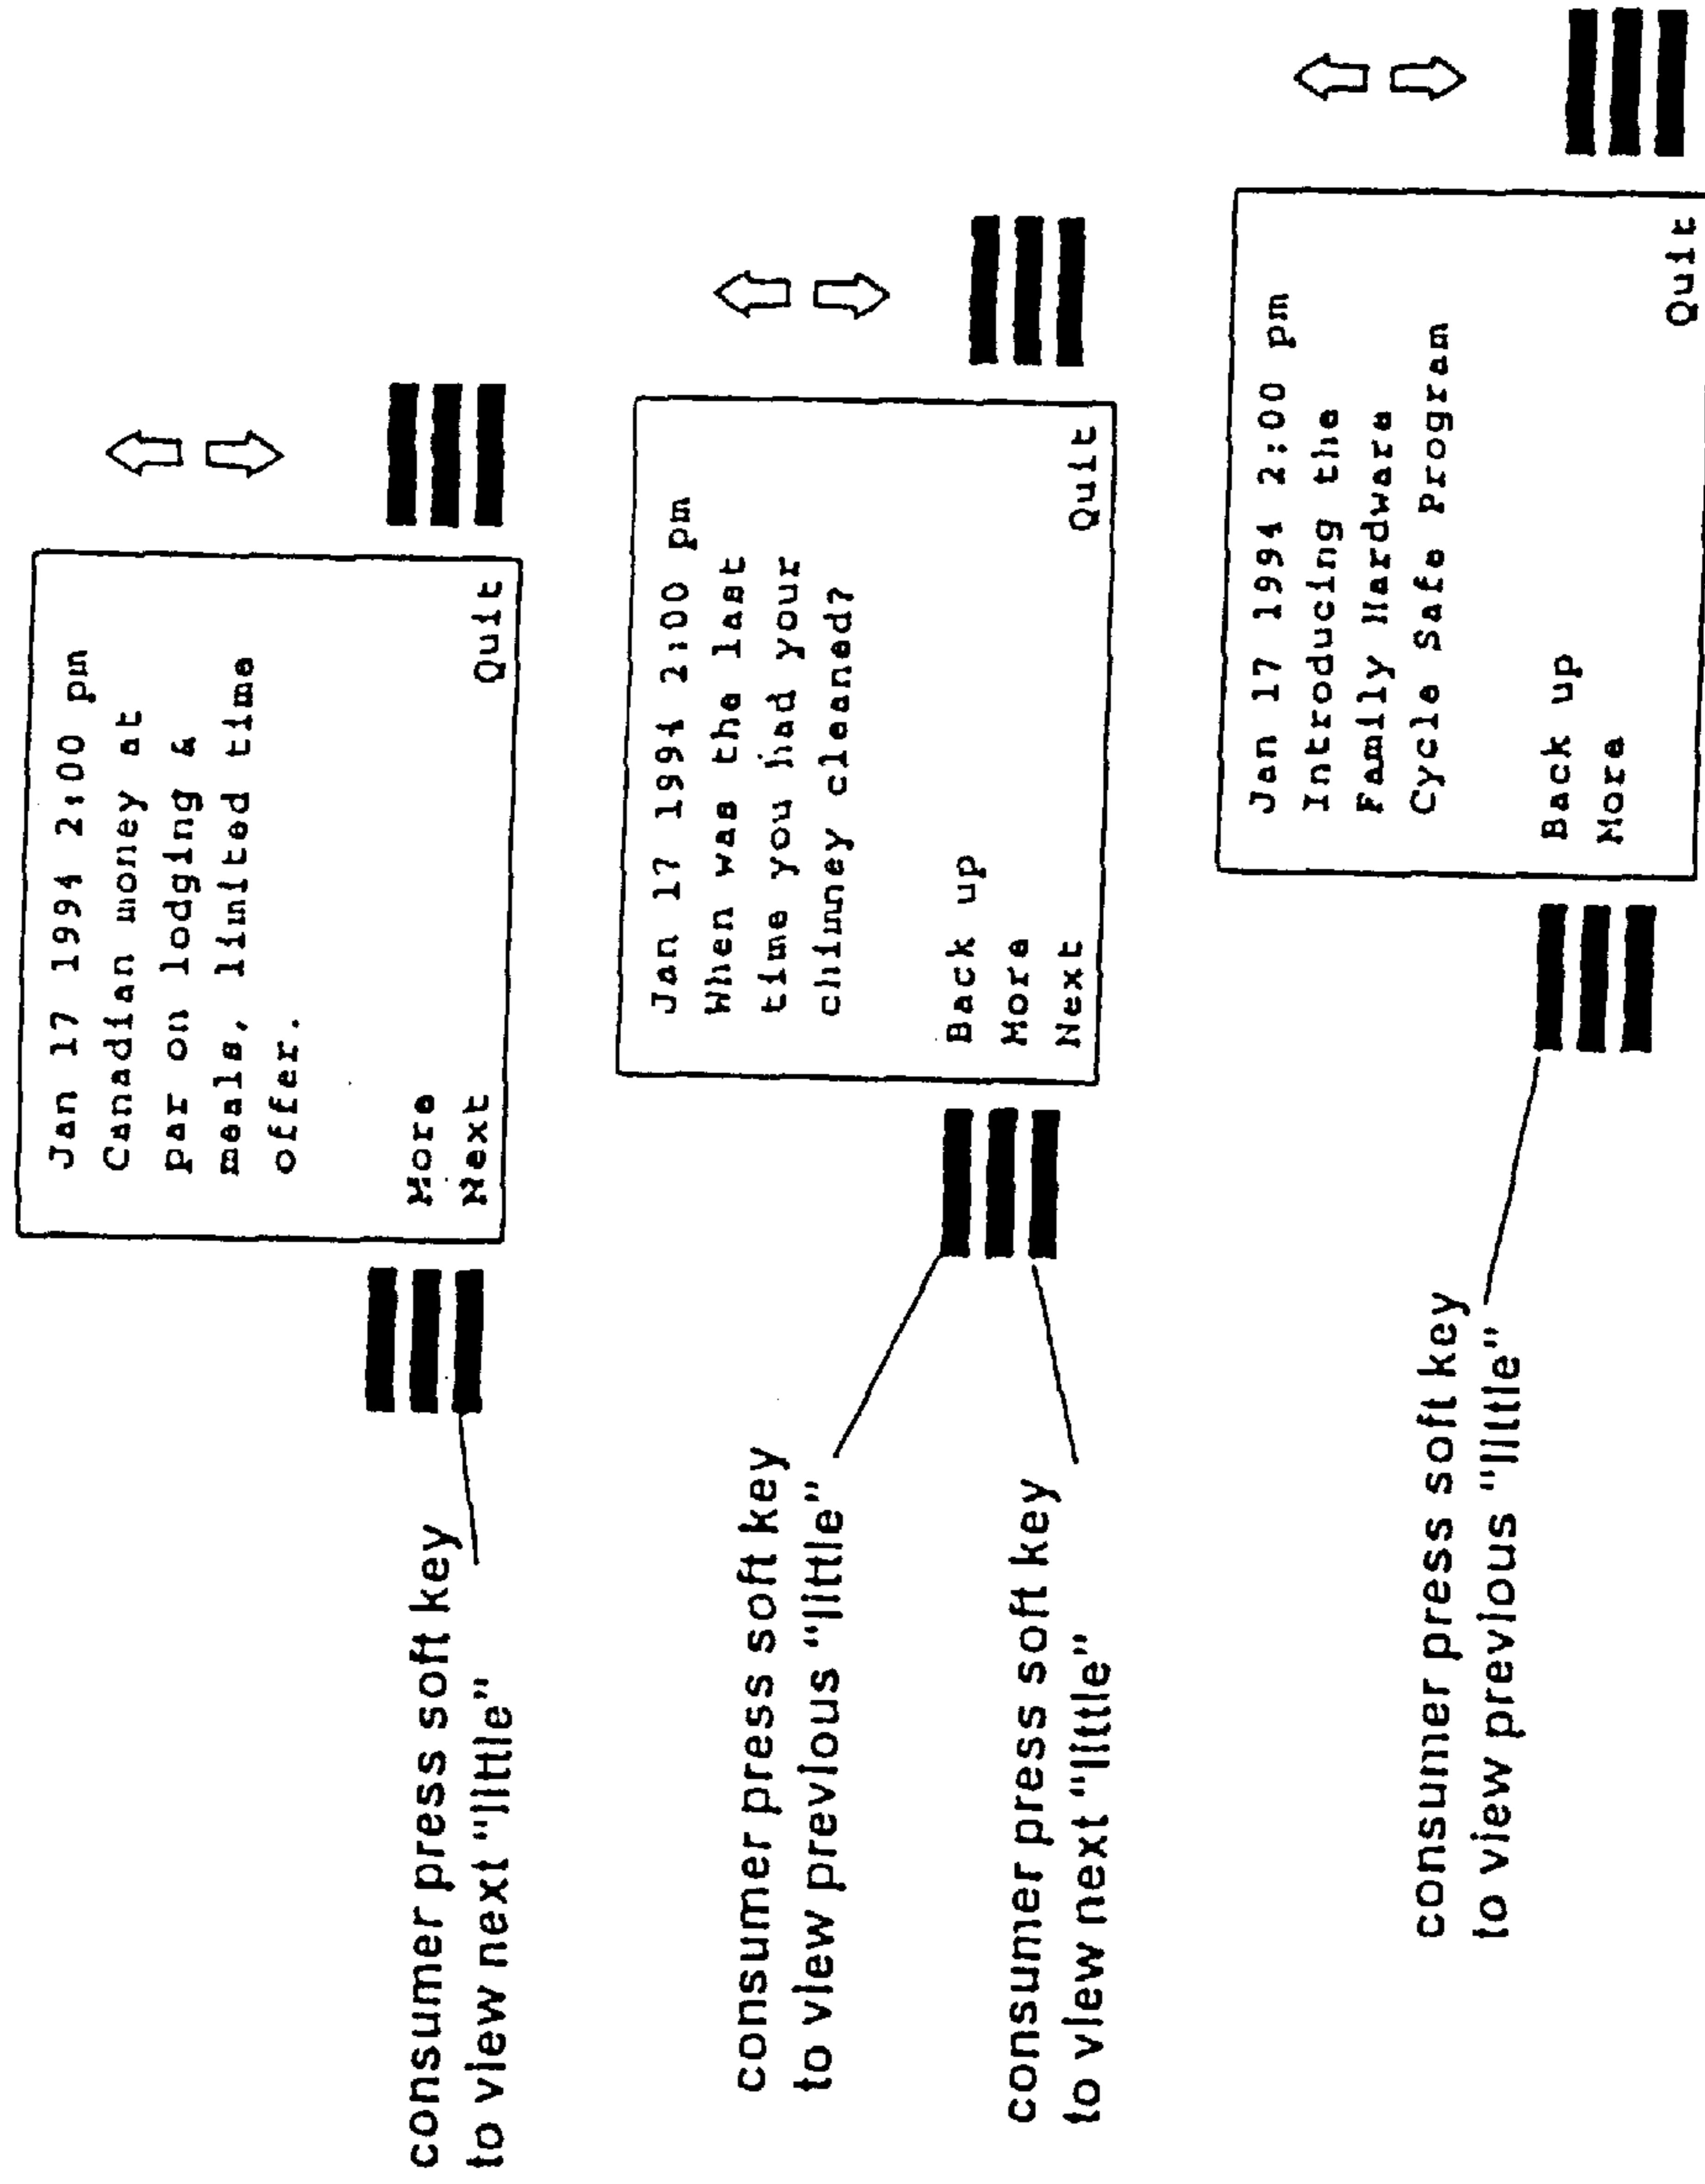 Jan 17 1994 2:00 pm
Canadian money at
par on lodging &
meals, limited time
offer.
More
Next Quit
consumer press soft key
to view next "little"
Jan 17 1994 2:00 pm
When was the last
time you had your
chimney cleaned?
Back up
More
Next Quit
consumer press soft key
to view previous "little"
consumer press soft key
to view next "little"
Jan 17 1994 2:00 pm
Introducing the
Family Hardware
Cycle Safe Program
Back up
More
Quit
consumer press soft key
to view previous "little"